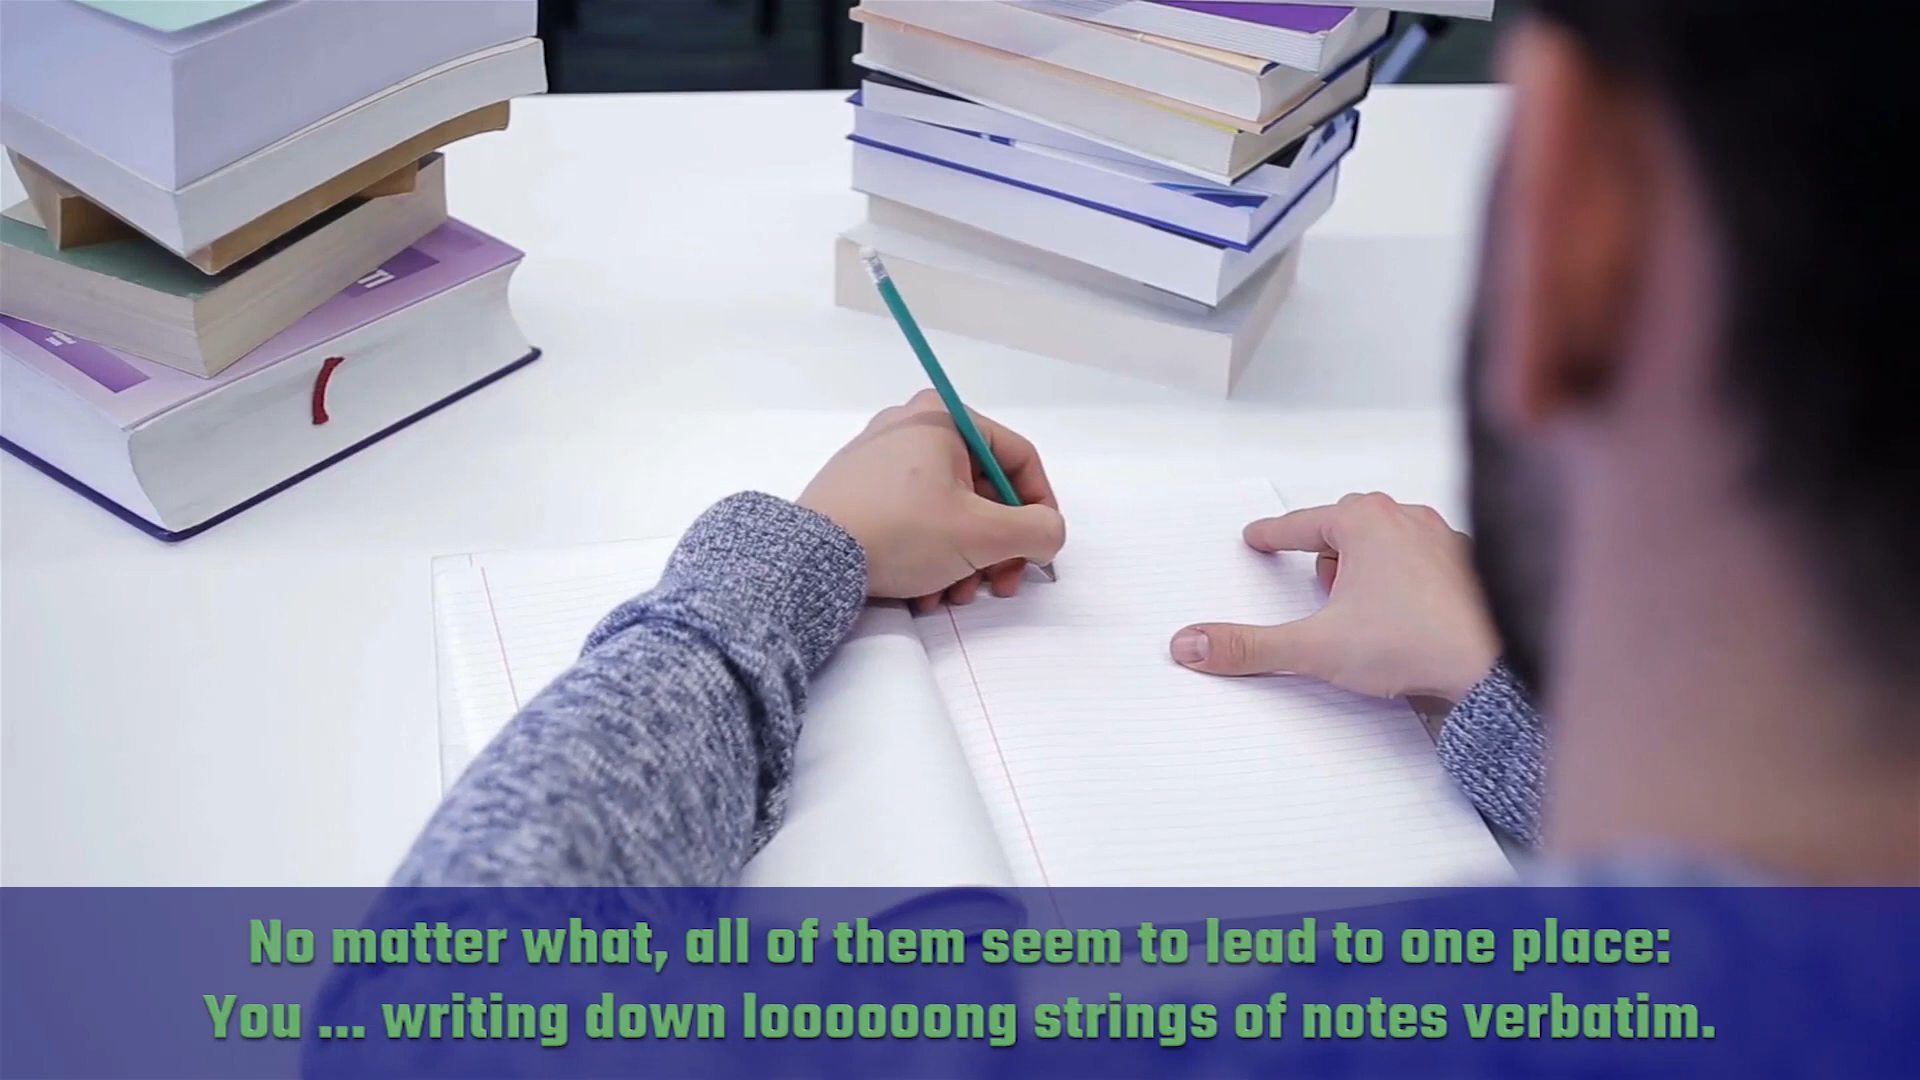 No matter what, all of them seem to lead to one place:
You ... writing down loooooong strings of notes verbatim.